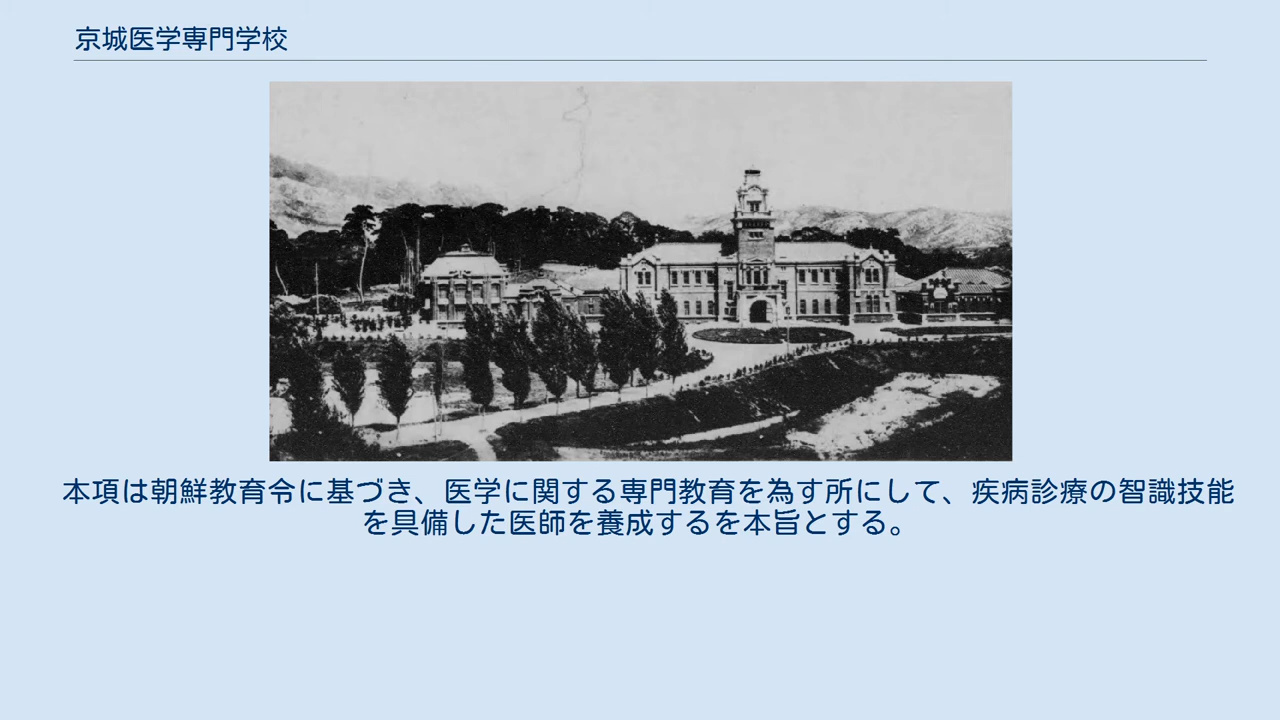 京城医学専門学校
本項は朝鮮教育令に基づき、医学に関する専門教育を為す所にして、疾病診療の智識技能
を具備した医師を養成するを本旨とする。